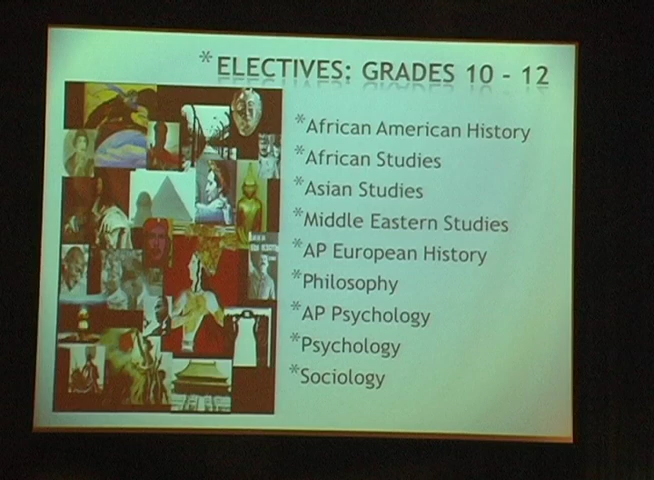 *ELECTIVES: GRADES 10 - 12
*African American History
*African Studies
*Asian Studies
*Middle Eastern Studies
*AP European History
*Philosophy
*AP Psychology
*Psychology
*Sociology